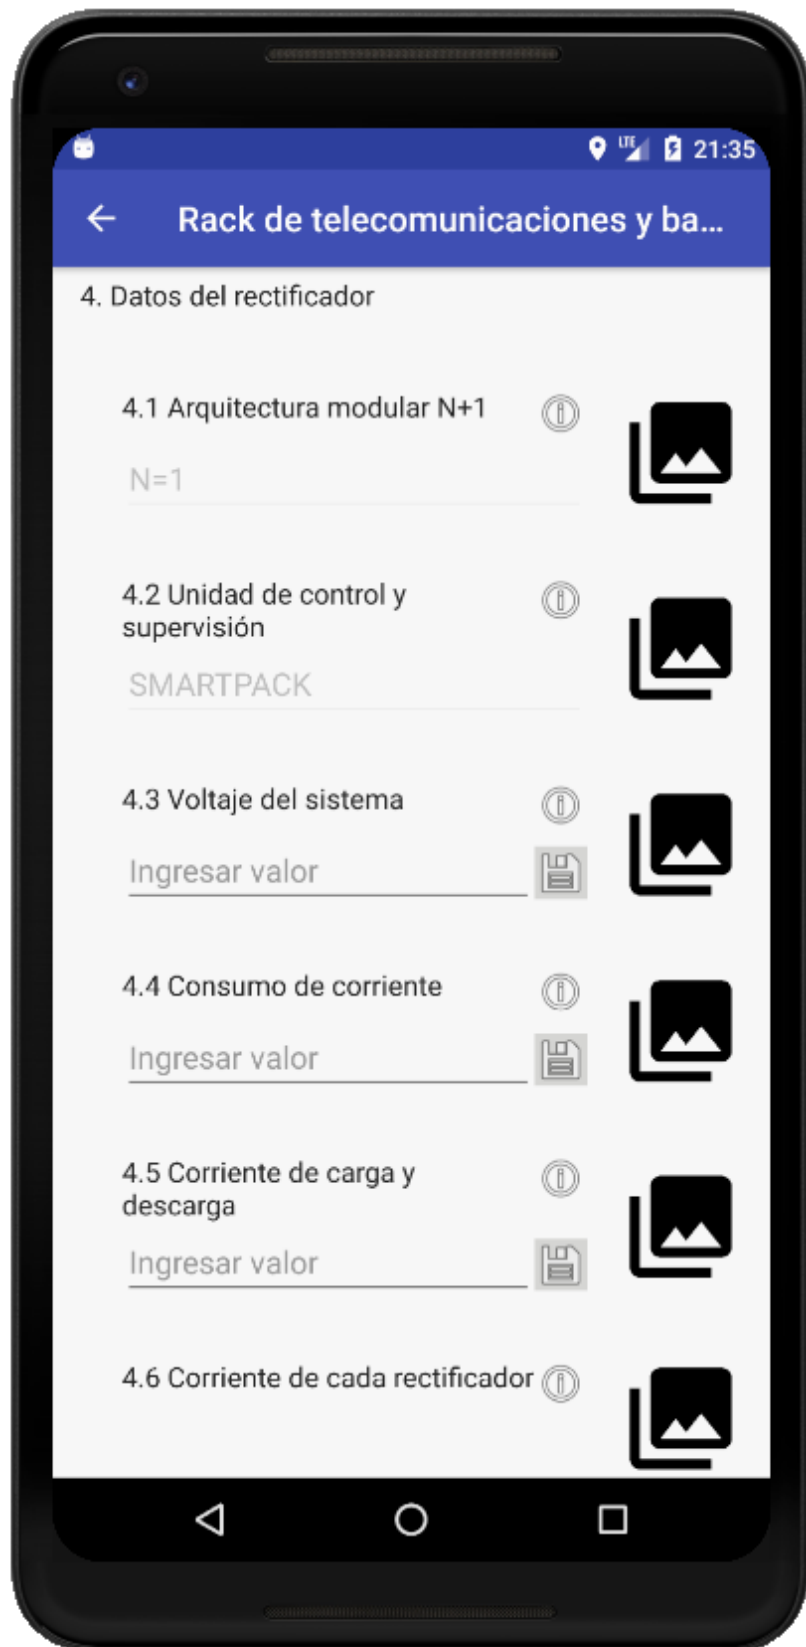 LTE 21:35
Rack de telecomunicaciones y ba...
4. Datos del rectificador
4.1 Arquitectura modular N+1
N=1
4.2 Unidad de control y
supervisión
SMARTPACK
4.3 Voltaje del sistema
Ingresar valor
4.4 Consumo de corriente
Ingresar valor
4.5 Corriente de carga y
descarga
Ingresar valor
4.6 Corriente de cada rectificador